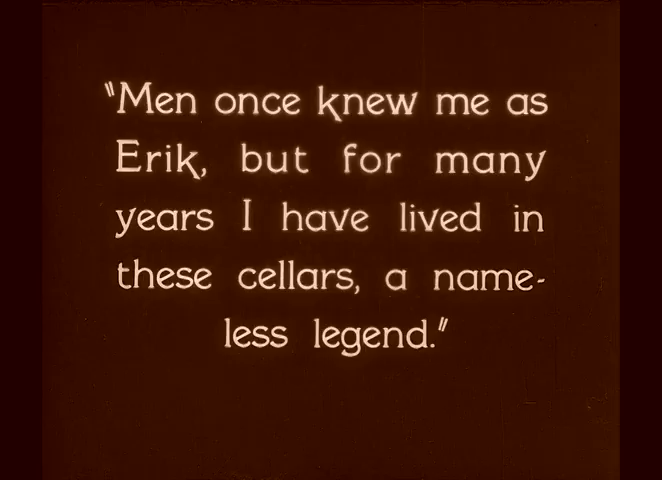 "Men once knew me as
Erik, but for many
years I have lived in
these cellars, a name-
less legend."